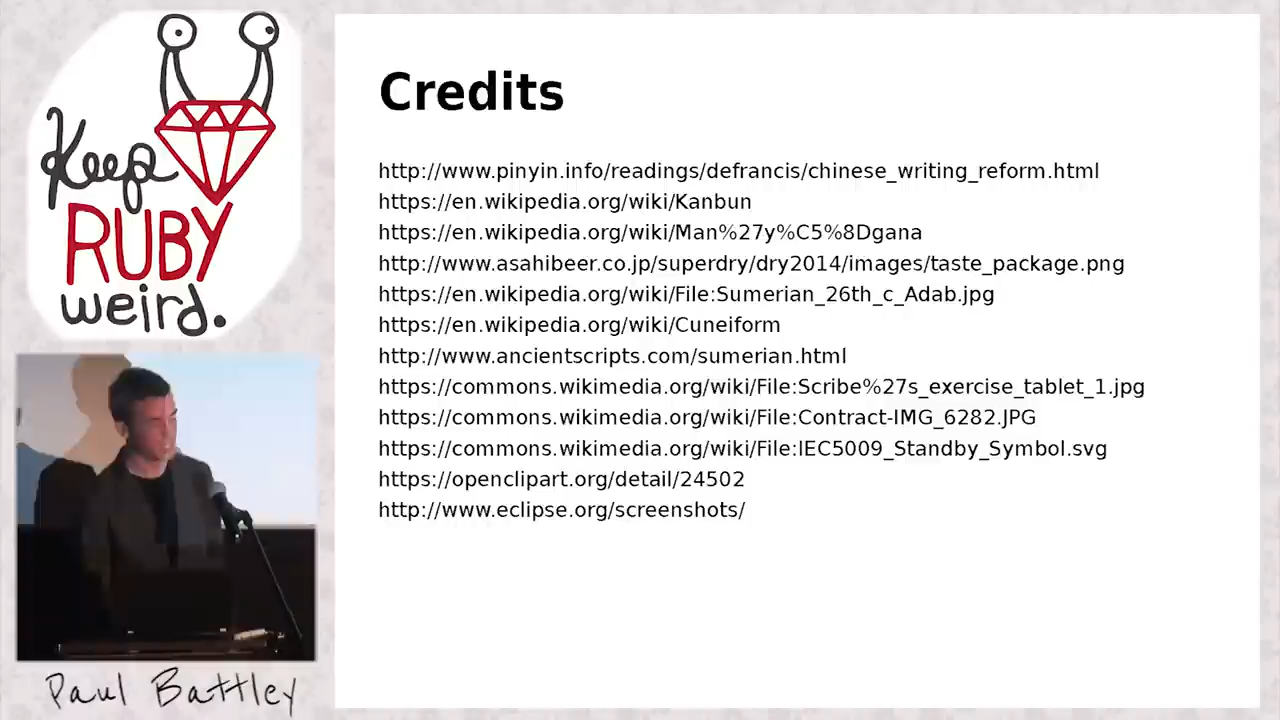 Keep
RUBY
weird.
Paul Battley
Credits
http://www.pinyin.info/readings/defrancis/chinese_writing_reform.html
https://en.wikipedia.org/wiki/Kanbun
https://en.wikipedia.org/wiki/Man%27y%C5%8Dgana
http://www.asahibeer.co.jp/superdry/dry2014/images/taste_package.png
https://en.wikipedia.org/wiki/File:Sumerian_26th_c_Adab.jpg
https://en.wikipedia.org/wiki/Cuneiform
http://www.ancientscripts.com/sumerian.html
https://commons.wikimedia.org/wiki/File:Scribe%27s_exercise_tablet_1.jpg
https://commons.wikimedia.org/wiki/File:Contract-IMG_6282.JPG
https://commons.wikimedia.org/wiki/File:IEC5009_Standby_Symbol.svg
https://openclipart.org/detail/24502
http://www.eclipse.org/screenshots/